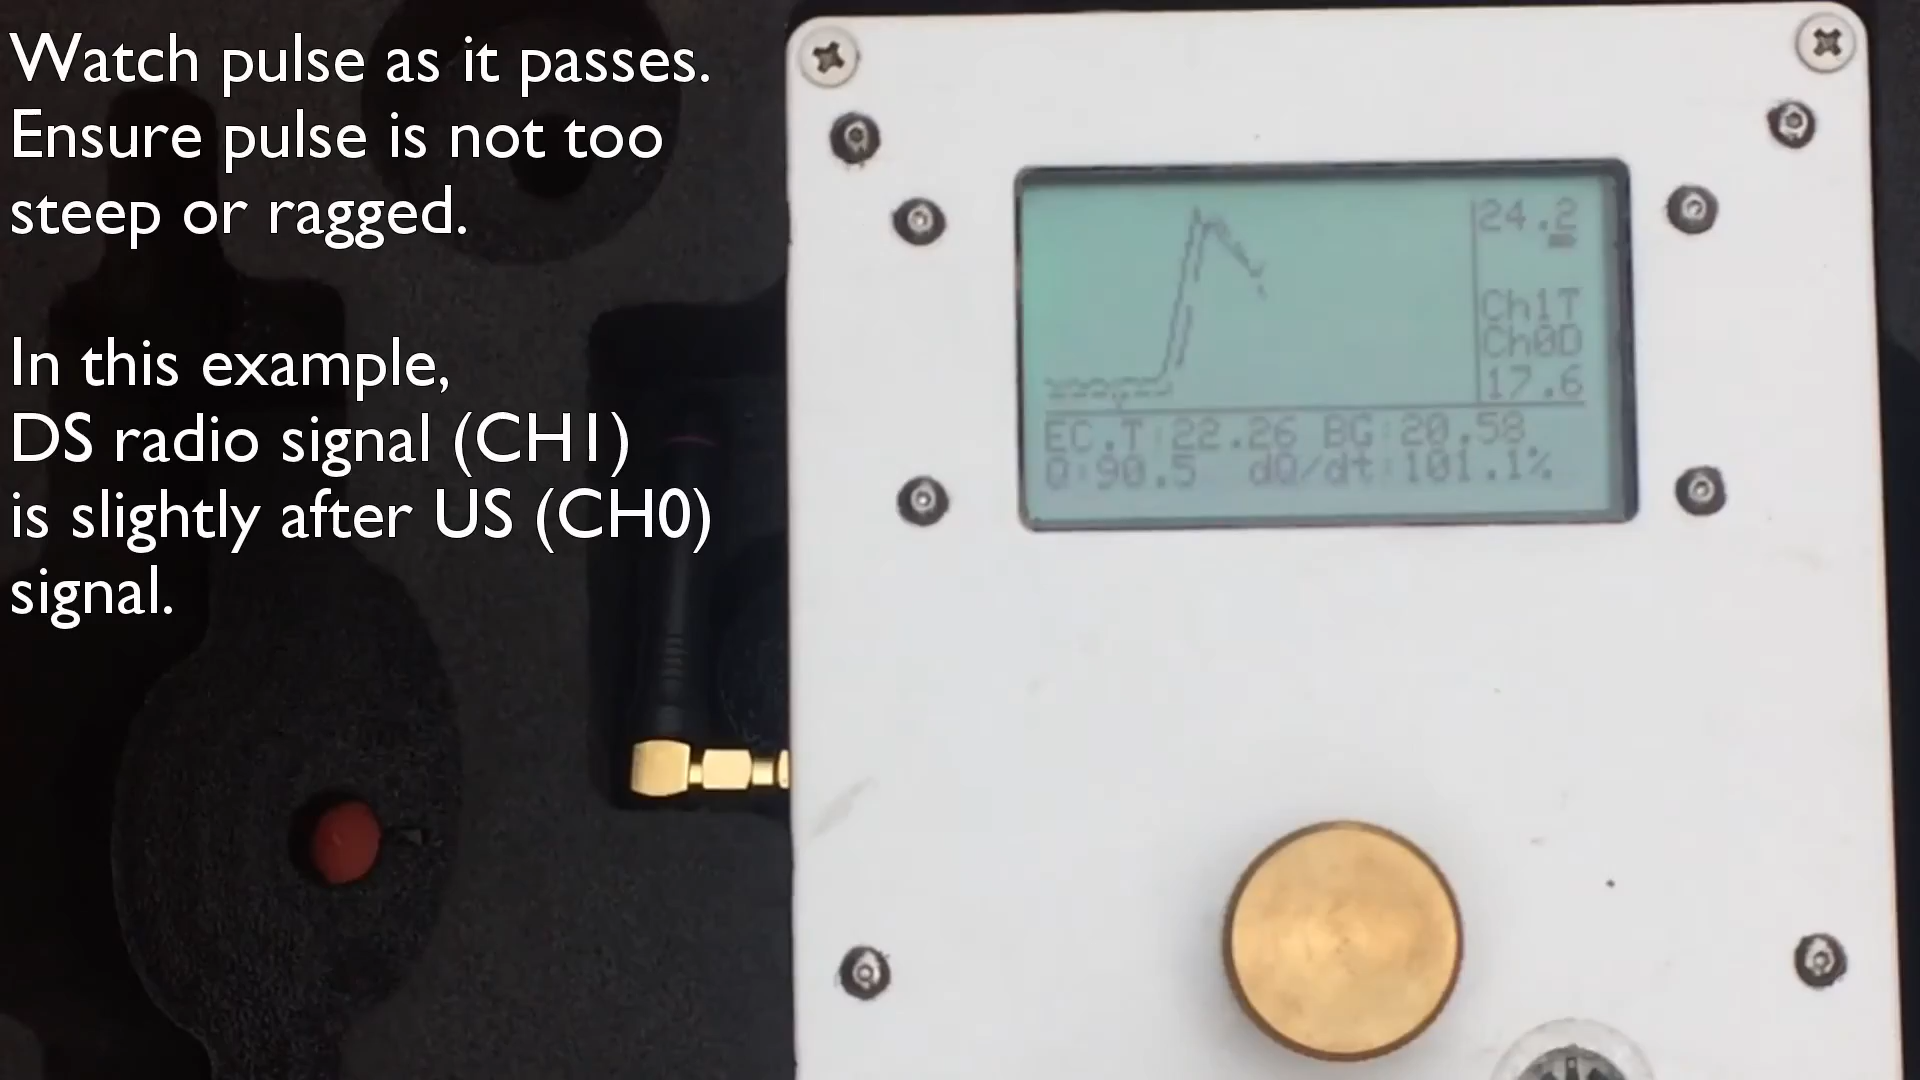 Watch pulse as it passes.
Ensure pulse is not too
steep or ragged.
In this example,
DS radio signal (CH1)
is slightly after US (CH0)
signal.
24.2
Ch1T
Ch0D
17.6
EC.T:22.26 BG:20.58
Q:90.5 dQ/dt:101.1%